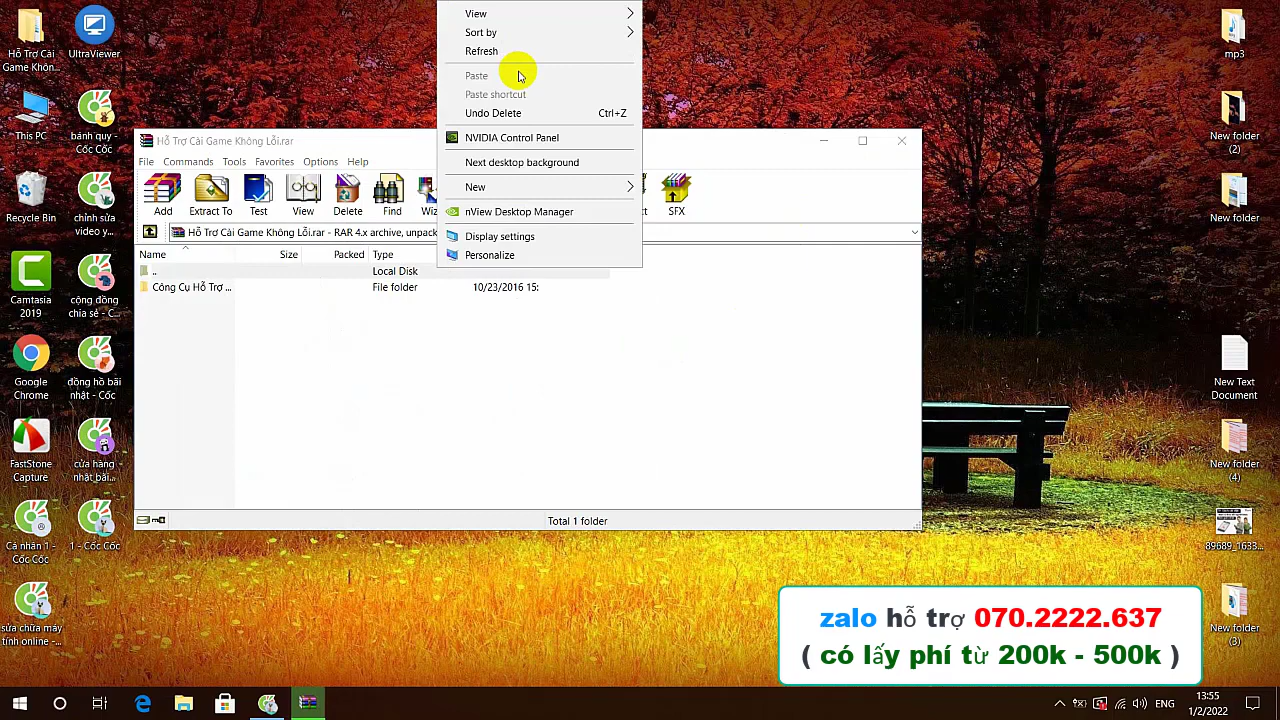 Hỗ Trợ Cài
Game Khôn...
UltraViewer
This PC
bánh quy -
Cốc Cốc
Recycle Bin
chỉnh sửa
video y...
Camtasia
2019
cộng đồng
chia sẻ - C...
Google
Chrome
đồng hồ bãi
nhật - Cốc
FastStone
Capture
cửa hàng
nhật bãi...
Cá nhân 1 -
Cốc Cốc
1 - Cốc Cốc
sửa chữa máy
tính online -...
View
Sort by
Refresh
Paste
Paste shortcut
Undo Delete Ctrl+Z
NVIDIA Control Panel
Next desktop background
New
nView Desktop Manager
Display settings
Personalize
Hỗ Trợ Cài Game Không Lỗi.rar
File Commands Tools Favorites Options Help
Add Extract To Test View Delete Find SFX
Hỗ Trợ Cài Game Không Lỗi.rar - RAR 4.x archive, unpack
Name Size Packed Type
.. Local Disk
Công Cụ Hỗ Trợ ... File folder 10/23/2016 15:
Total 1 folder
mp3
New folder
(2)
New folder
New Text
Document
New folder
(4)
89689_1633...
New folder
(3)
zalo hỗ trợ 070.2222.637
( có lấy phí từ 200k - 500k )
ENG
13:55
1/2/2022